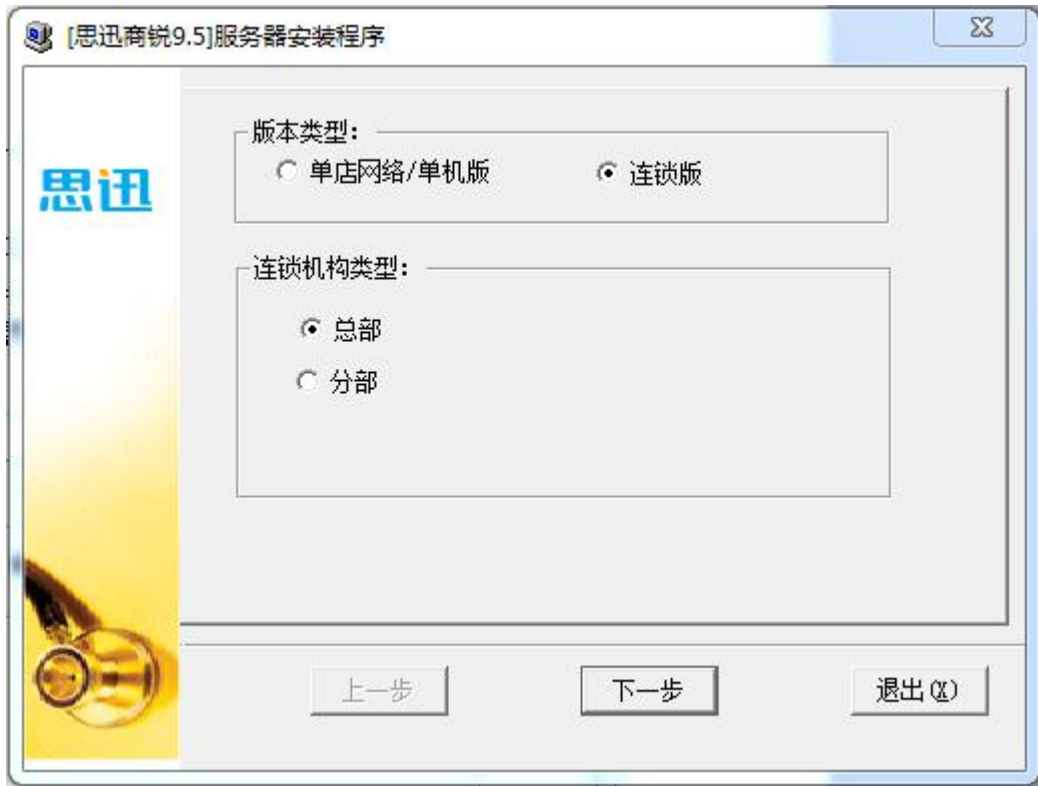 [思迅商锐9.5]服务器安装程序
思迅
版本类型:
单店网络/单机版 连锁版
连锁机构类型:
总部
分部
上一步 下一步 退出(X)